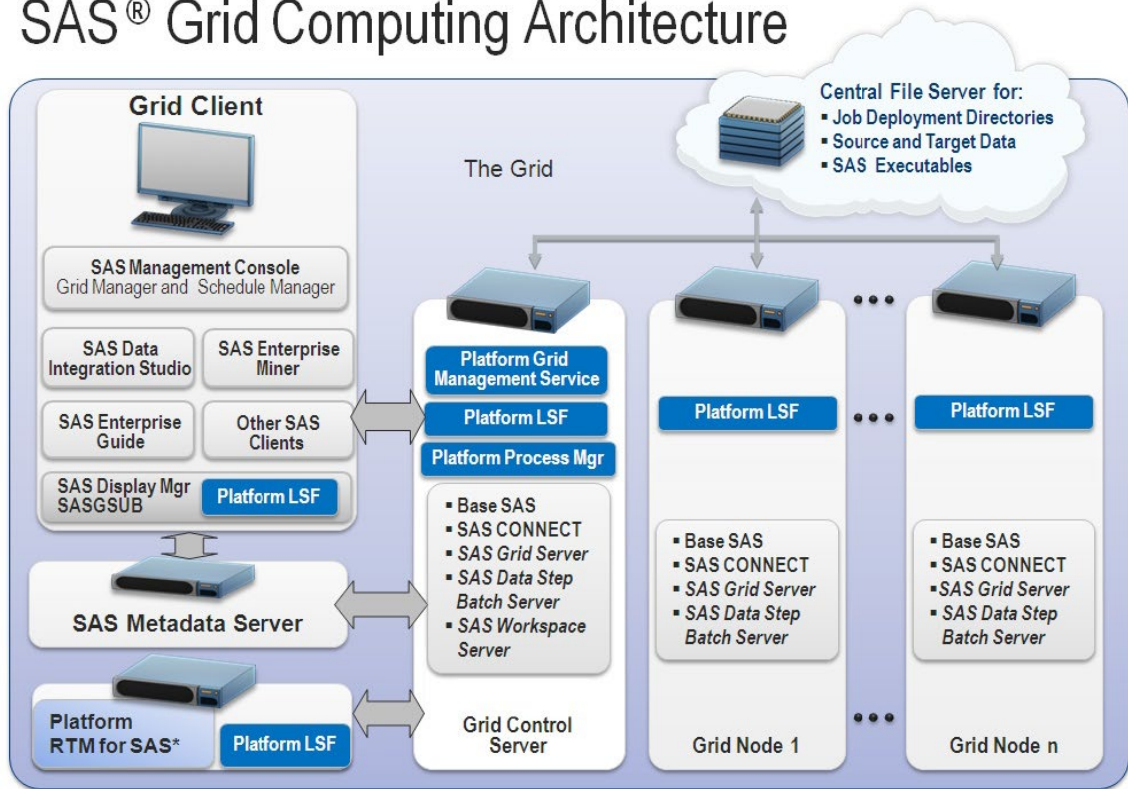 SAS® Grid Computing Architecture
Grid Client
SAS Management Console
Grid Manager and Schedule Manager
SAS Data
Integration Studio
SAS Enterprise
Miner
SAS Enterprise
Guide
Other SAS
Clients
SAS Display Mgr
SASGSUB
Platform LSF
SAS Metadata Server
Platform
RTM for SAS*
Platform LSF
The Grid
Central File Server for:
▪ Job Deployment Directories
▪ Source and Target Data
▪ SAS Executables
Platform Grid
Management Service
Platform LSF
Platform Process Mgr
▪ Base SAS
▪ SAS CONNECT
▪ SAS Grid Server
▪ SAS Data Step
Batch Server
▪ SAS Workspace
Server
Grid Control
Server
Platform LSF
▪ Base SAS
▪ SAS CONNECT
▪ SAS Grid Server
▪ SAS Data Step
Batch Server
Grid Node 1
Platform LSF
▪ Base SAS
▪ SAS CONNECT
▪SAS Grid Server
▪ SAS Data Step
Batch Server
Grid Node n